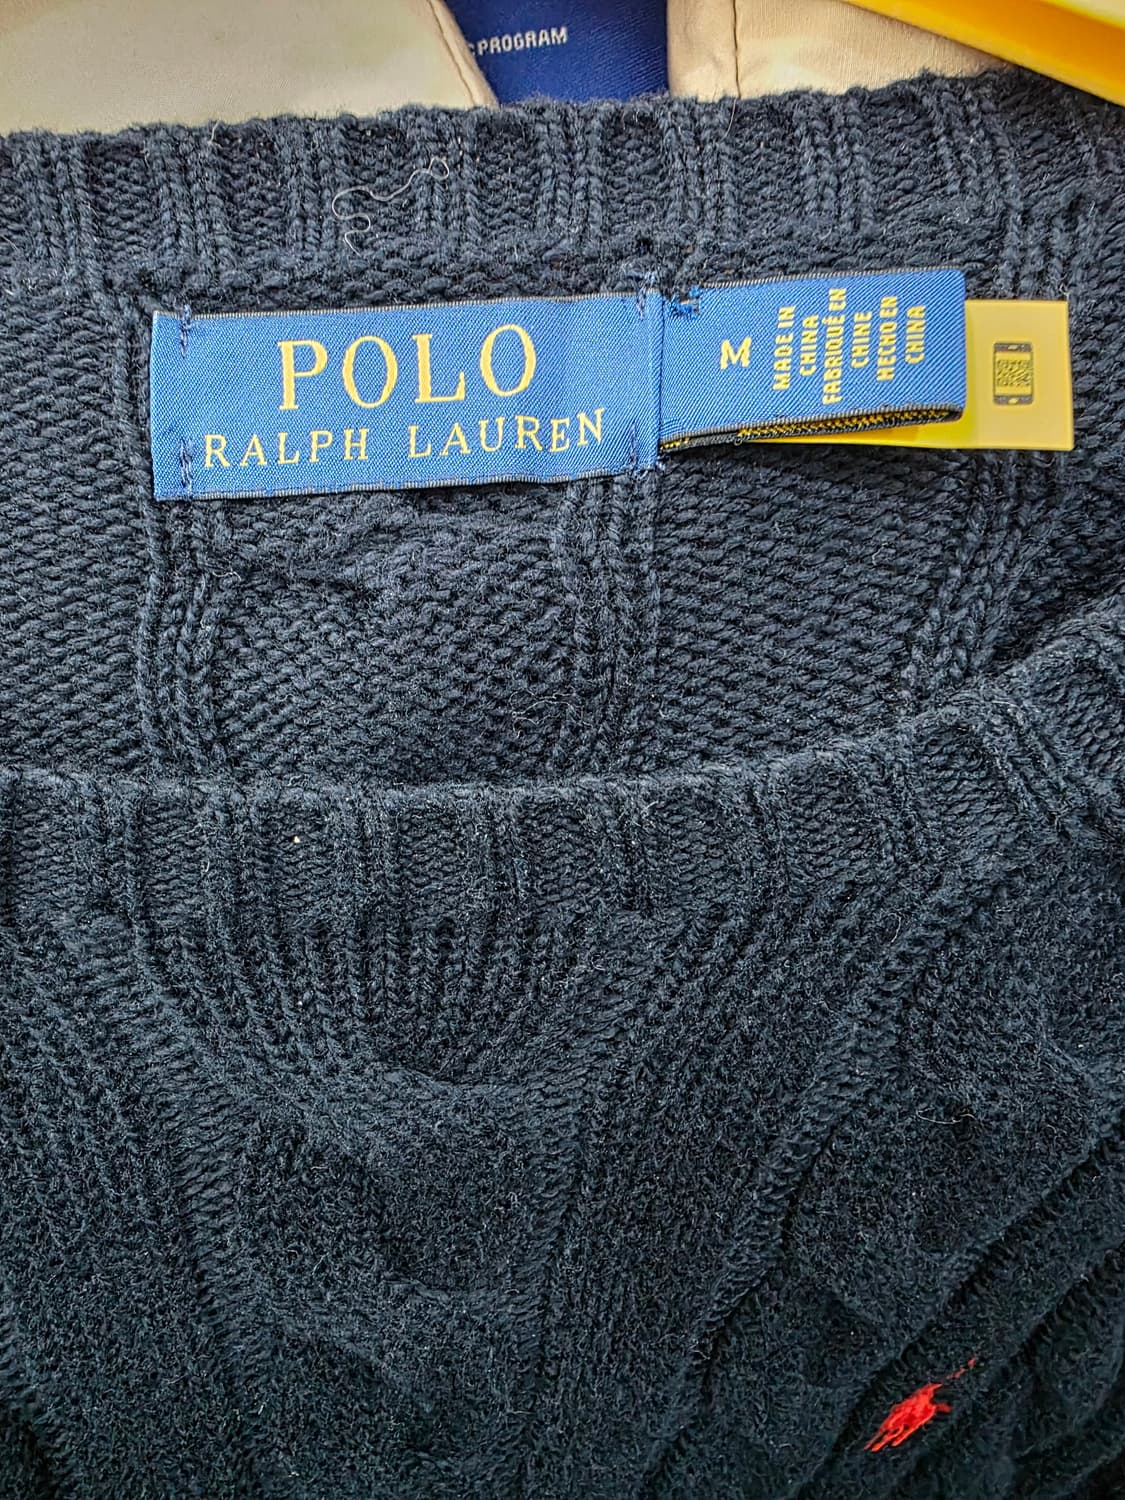 PROGRAM
POLO
RALPH LAUREN
M
MADE IN
CHINA
FABRIQUÉ EN
CHINE
HECHO EN
CHINA